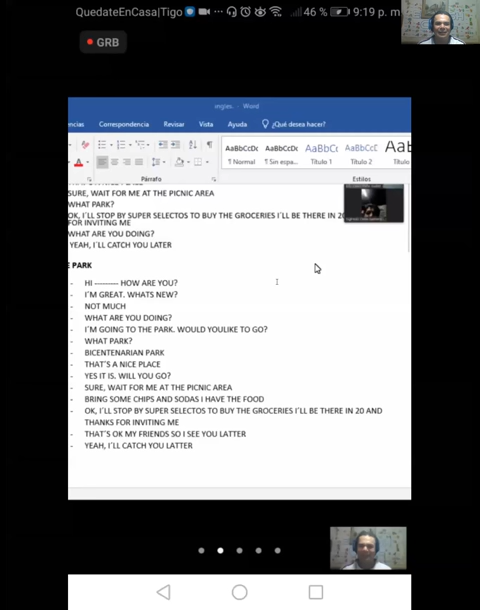 QuedateEnCasa|Tigo ... 46 % 9:19 p. m
GRB
ingles. - Word
ncias Correspondencia Revisar Vista Ayuda ¿Qué desea hacer?
AaBbCcDc AaBbCcDc AaBbCc AaBbCcC AaB
¶ Normal ¶ Sin espa... Título 1 Título 2 Títu
Párrafo Estilos
SURE, WAIT FOR ME AT THE PICNIC AREA
WHAT PARK?
OK, I´LL STOP BY SUPER SELECTOS TO BUY THE GROCERIES I´LL BE THERE IN 20
FOR INVITING ME
WHAT ARE YOU DOING?
YEAH, I´LL CATCH YOU LATER
E PARK
- HI ---------- HOW ARE YOU?
- I´M GREAT. WHATS NEW?
- NOT MUCH
- WHAT ARE YOU DOING?
- I´M GOING TO THE PARK. WOULD YOULIKE TO GO?
- WHAT PARK?
- BICENTENARIAN PARK
- THAT´S A NICE PLACE
- YES IT IS. WILL YOU GO?
- SURE, WAIT FOR ME AT THE PICNIC AREA
- BRING SOME CHIPS AND SODAS I HAVE THE FOOD
- OK, I´LL STOP BY SUPER SELECTOS TO BUY THE GROCERIES I´LL BE THERE IN 20 AND
THANKS FOR INVITING ME
- THAT´S OK MY FRIENDS SO I SEE YOU LATTER
- YEAH, I´LL CATCH YOU LATTER